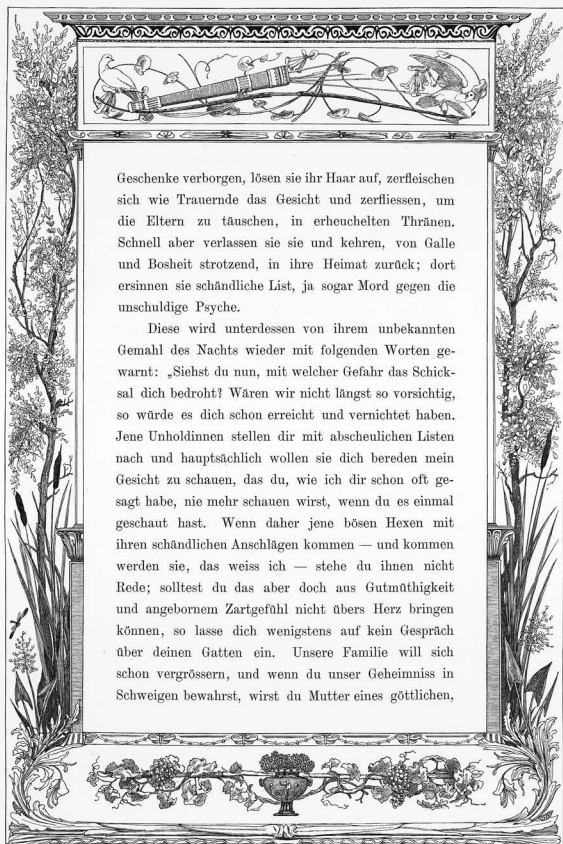 Geschenke verborgen, lösen sie ihr Haar auf, zerfleischen
sich wie Trauernde das Gesicht und zerfliessen, um
die Eltern zu täuschen, in erheuchelten Thränen.
Schnell aber verlassen sie sie und kehren, von Galle
und Bosheit strotzend, in ihre Heimat zurück; dort
ersinnen sie schändliche List, ja sogar Mord gegen die
unschuldige Psyche.
Diese wird unterdessen von ihrem unbekannten
Gemahl des Nachts wieder mit folgenden Worten ge-
warnt: „Siehst du nun, mit welcher Gefahr das Schick-
sal dich bedroht? Wären wir nicht längst so vorsichtig,
so würde es dich schon erreicht und vernichtet haben.
Jene Unholdinnen stellen dir mit abscheulichen Listen
nach und hauptsächlich wollen sie dich bereden mein
Gesicht zu schauen, das du, wie ich dir schon oft ge-
sagt habe, nie mehr schauen wirst, wenn du es einmal
geschaut hast. Wenn daher jene bösen Hexen mit
ihren schändlichen Anschlägen kommen — und kommen
werden sie, das weiss ich — stehe du ihnen nicht
Rede; solltest du das aber doch aus Gutmüthigkeit
und angebornem Zartgefühl nicht übers Herz bringen
können, so lasse dich wenigstens auf kein Gespräch
über deinen Gatten ein. Unsere Familie will sich
schon vergrössern, und wenn du unser Geheimniss in
Schweigen bewahrst, wirst du Mutter eines göttlichen,